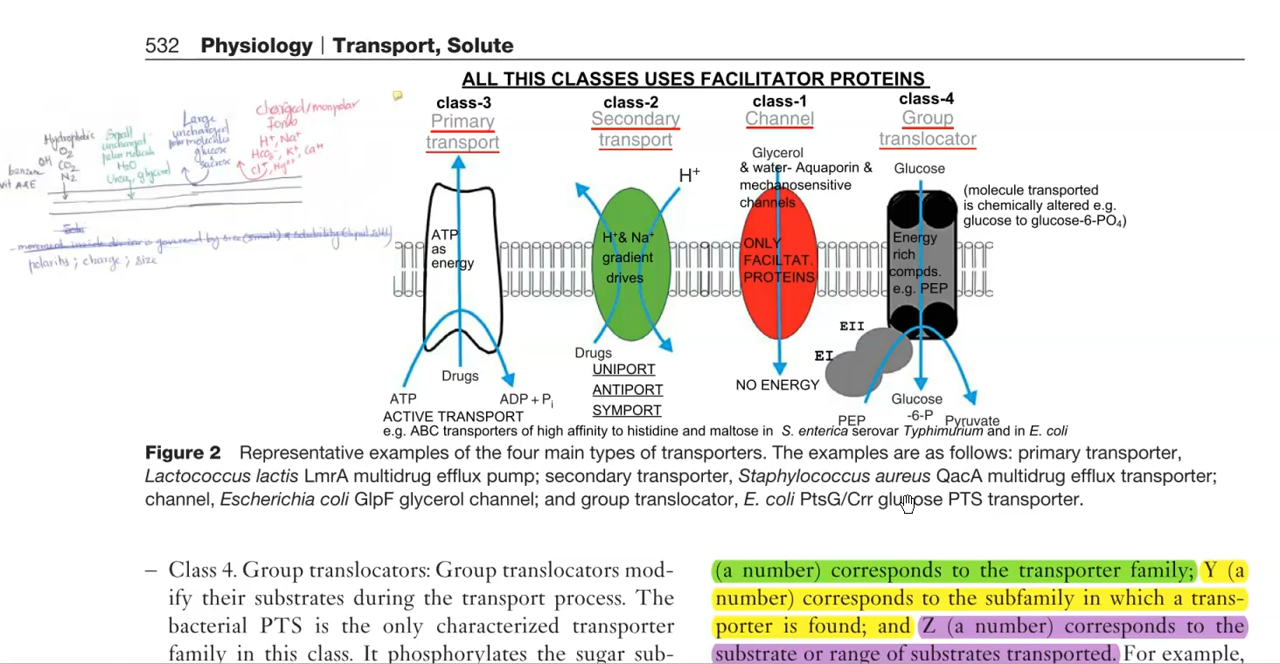 532 Physiology | Transport, Solute
ALL THIS CLASSES USES FACILITATOR PROTEINS
class-3
Primary
transport
class-2
Secondary
transport
class-1
Channel
class-4
Group
translocator
Hydrophobic
O2
CO2
N2
benzene
vit A&E
Small
uncharged
polar molecule
H2O
Urea, glycerol
Large
uncharged
polar molecules
glucose
sucrose
charged/nonpolar
Ions
H+, Na+
HCO3-, K+, Ca++
polarity; charge; size
Glycerol
& water- Aquaporin &
mechanosensitive
channels
H+
Glucose
(molecule transported
is chemically altered e.g.
glucose to glucose-6-PO4)
ATP
as
energy
H+& Na+
gradient
drives
ONLY
FACILTAT.
PROTEINS
Energy
rich
compds.
e.g. PEP
EII
EI
Drugs
Drugs
UNIPORT
ANTIPORT
SYMPORT
NO ENERGY
ATP
ADP + Pi
ACTIVE TRANSPORT
PEP
Glucose
-6-P
Pyruvate
e.g. ABC transporters of high affinity to histidine and maltose in S. enterica serovar Typhimurium and in E. coli
Figure 2 Representative examples of the four main types of transporters. The examples are as follows: primary transporter,
Lactococcus lactis LmrA multidrug efflux pump; secondary transporter, Staphylococcus aureus QacA multidrug efflux transporter;
channel, Escherichia coli GlpF glycerol channel; and group translocator, E. coli PtsG/Crr glucose PTS transporter.
– Class 4. Group translocators: Group translocators mod-
ify their substrates during the transport process. The
bacterial PTS is the only characterized transporter
family in this class. It phosphorylates the sugar sub-
(a number) corresponds to the transporter family; Y (a
number) corresponds to the subfamily in which a trans-
porter is found; and Z (a number) corresponds to the
substrate or range of substrates transported. For example,